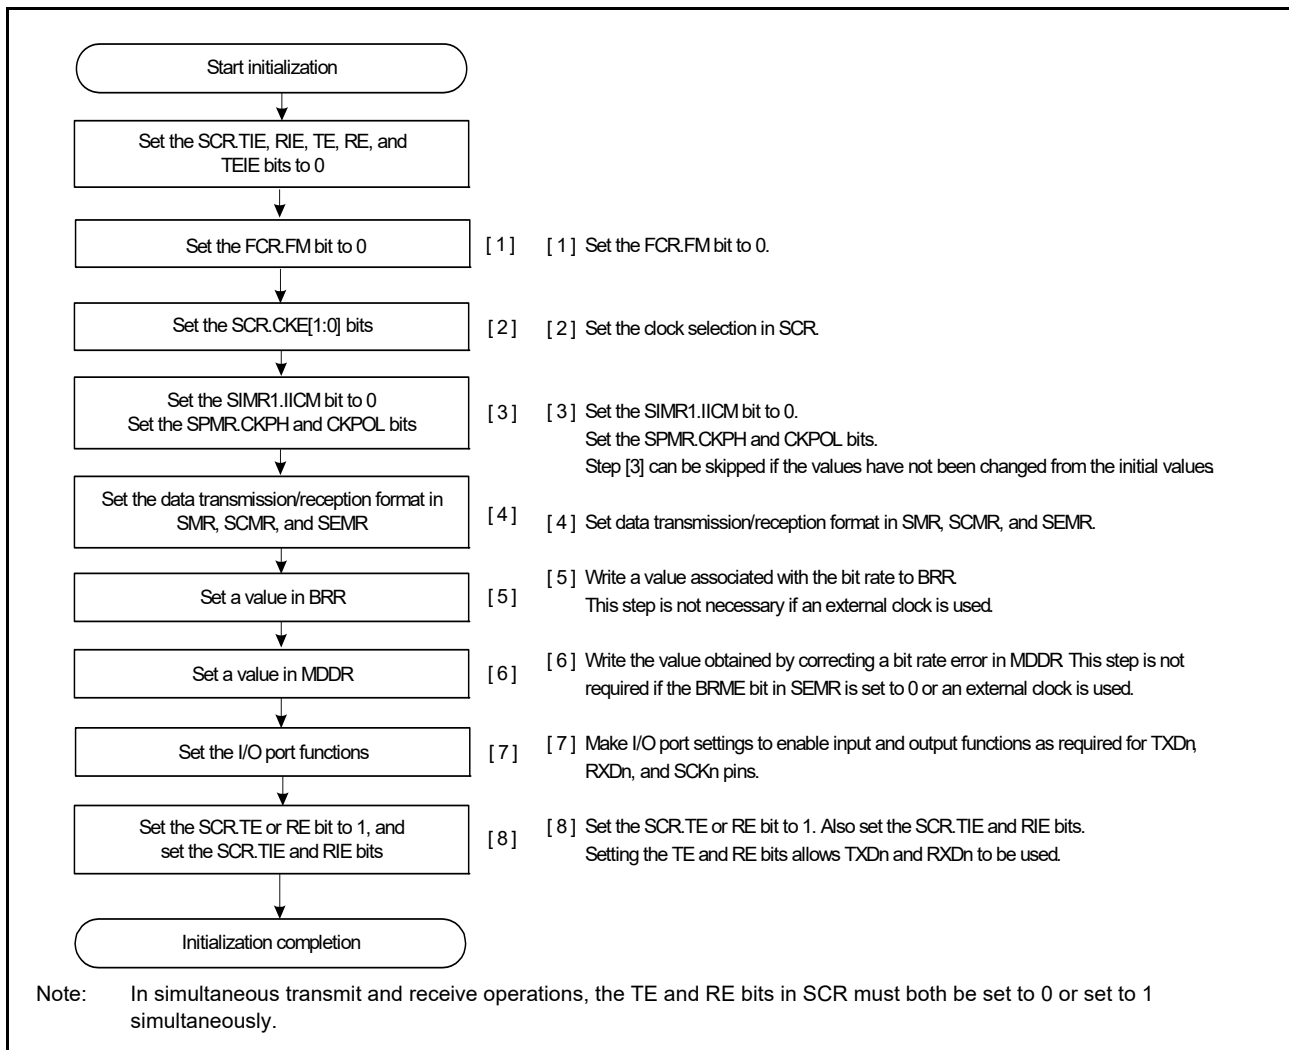 Start initialization
Set the SCR.TIE, RIE, TE, RE, and
TEIE bits to 0
Set the FCR.FM bit to 0
[1]
[1] Set the FCR.FM bit to 0.
Set the SCR.CKE[1:0] bits
[2]
[2] Set the clock selection in SCR.
Set the SIMR1.IICM bit to 0
Set the SPMR.CKPH and CKPOL bits
[3]
[3] Set the SIMR1.IICM bit to 0.
Set the SPMR.CKPH and CKPOL bits.
Step [3] can be skipped if the values have not been changed from the initial values.
Set the data transmission/reception format in
SMR, SCMR, and SEMR
[4]
[4] Set data transmission/reception format in SMR, SCMR, and SEMR.
Set a value in BRR
[5]
[5] Write a value associated with the bit rate to BRR.
This step is not necessary if an external clock is used.
Set a value in MDDR
[6]
[6] Write the value obtained by correcting a bit rate error in MDDR. This step is not
required if the BRME bit in SEMR is set to 0 or an external clock is used.
Set the I/O port functions
[7]
[7] Make I/O port settings to enable input and output functions as required for TXDn,
RXDn, and SCKn pins.
Set the SCR.TE or RE bit to 1, and
set the SCR.TIE and RIE bits
[8]
[8] Set the SCR.TE or RE bit to 1. Also set the SCR.TIE and RIE bits.
Setting the TE and RE bits allows TXDn and RXDn to be used.
Initialization completion
Note: In simultaneous transmit and receive operations, the TE and RE bits in SCR must both be set to 0 or set to 1
simultaneously.